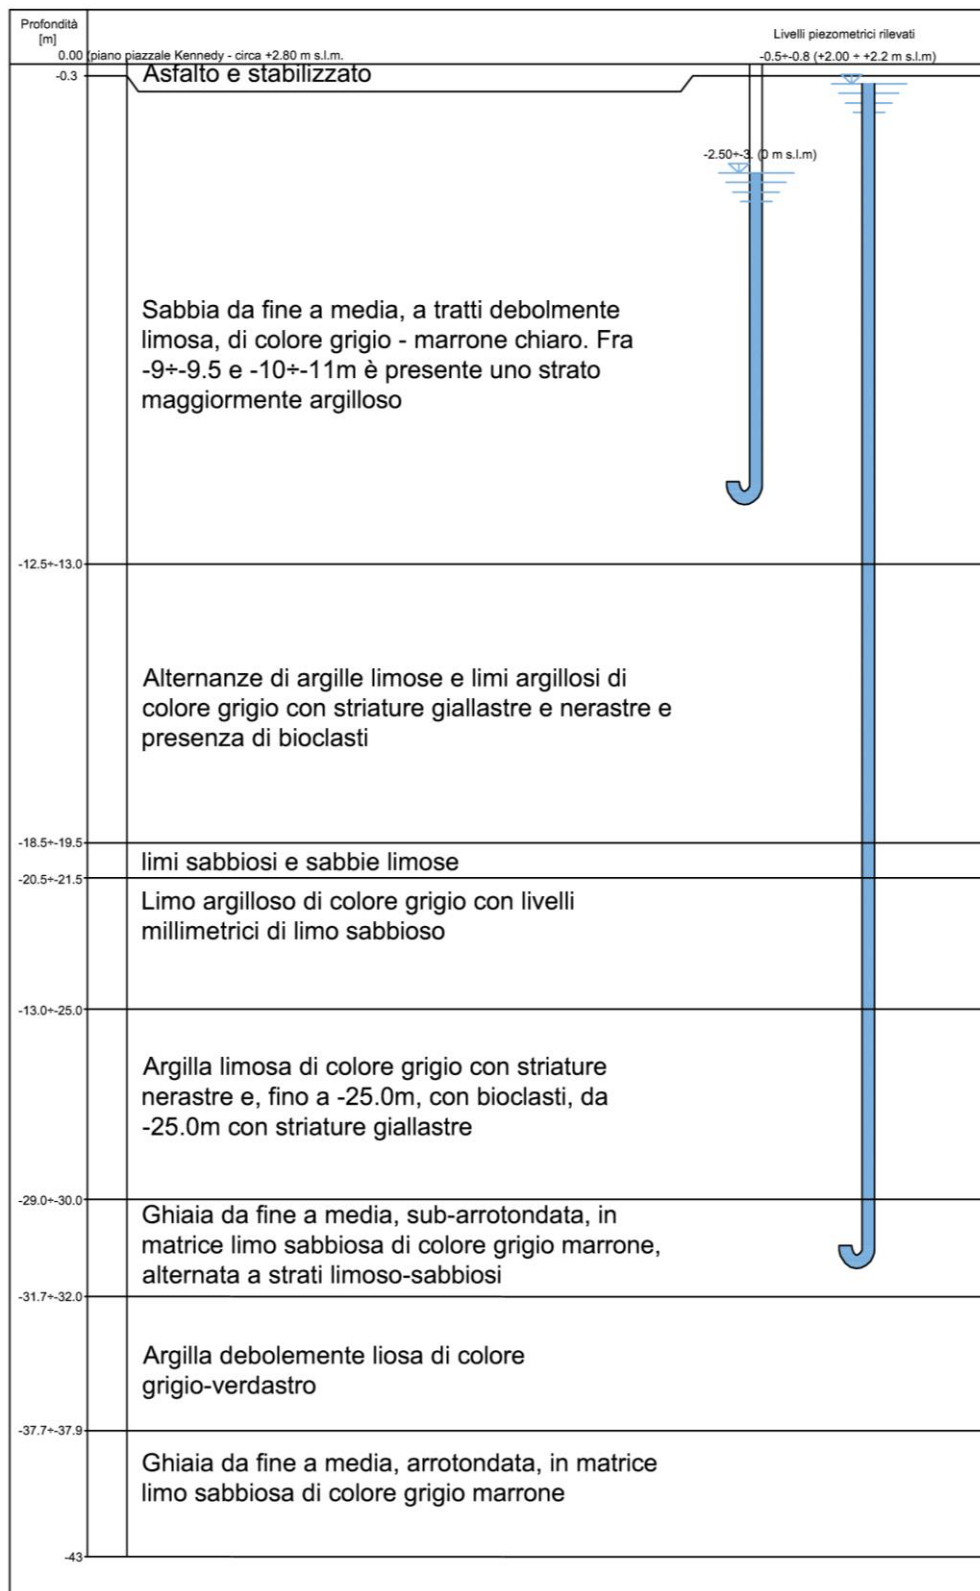 Profondità
[m]
Livelli piezometrici rilevati
0.00 (piano piazzale Kennedy - circa +2.80 m s.l.m.
-0.5÷-0.8 (+2.00 ÷ +2.2 m s.l.m)
-0.3
Asfalto e stabilizzato
-2.50÷-3. (0 m s.l.m)
Sabbia da fine a media, a tratti debolmente
limosa, di colore grigio - marrone chiaro. Fra
-9÷-9.5 e -10÷-11m è presente uno strato
maggiormente argilloso
-12.5÷-13.0
Alternanze di argille limose e limi argillosi di
colore grigio con striature giallastre e nerastre e
presenza di bioclasti
-18.5÷-19.5
limi sabbiosi e sabbie limose
-20.5÷-21.5
Limo argilloso di colore grigio con livelli
millimetrici di limo sabbioso
-13.0÷-25.0
Argilla limosa di colore grigio con striature
nerastre e, fino a -25.0m, con bioclasti, da
-25.0m con striature giallastre
-29.0÷-30.0
Ghiaia da fine a media, sub-arrotondata, in
matrice limo sabbiosa di colore grigio marrone,
alternata a strati limoso-sabbiosi
-31.7÷-32.0
Argilla debolemente liosa di colore
grigio-verdastro
-37.7÷-37.9
Ghiaia da fine a media, arrotondata, in matrice
limo sabbiosa di colore grigio marrone
-43